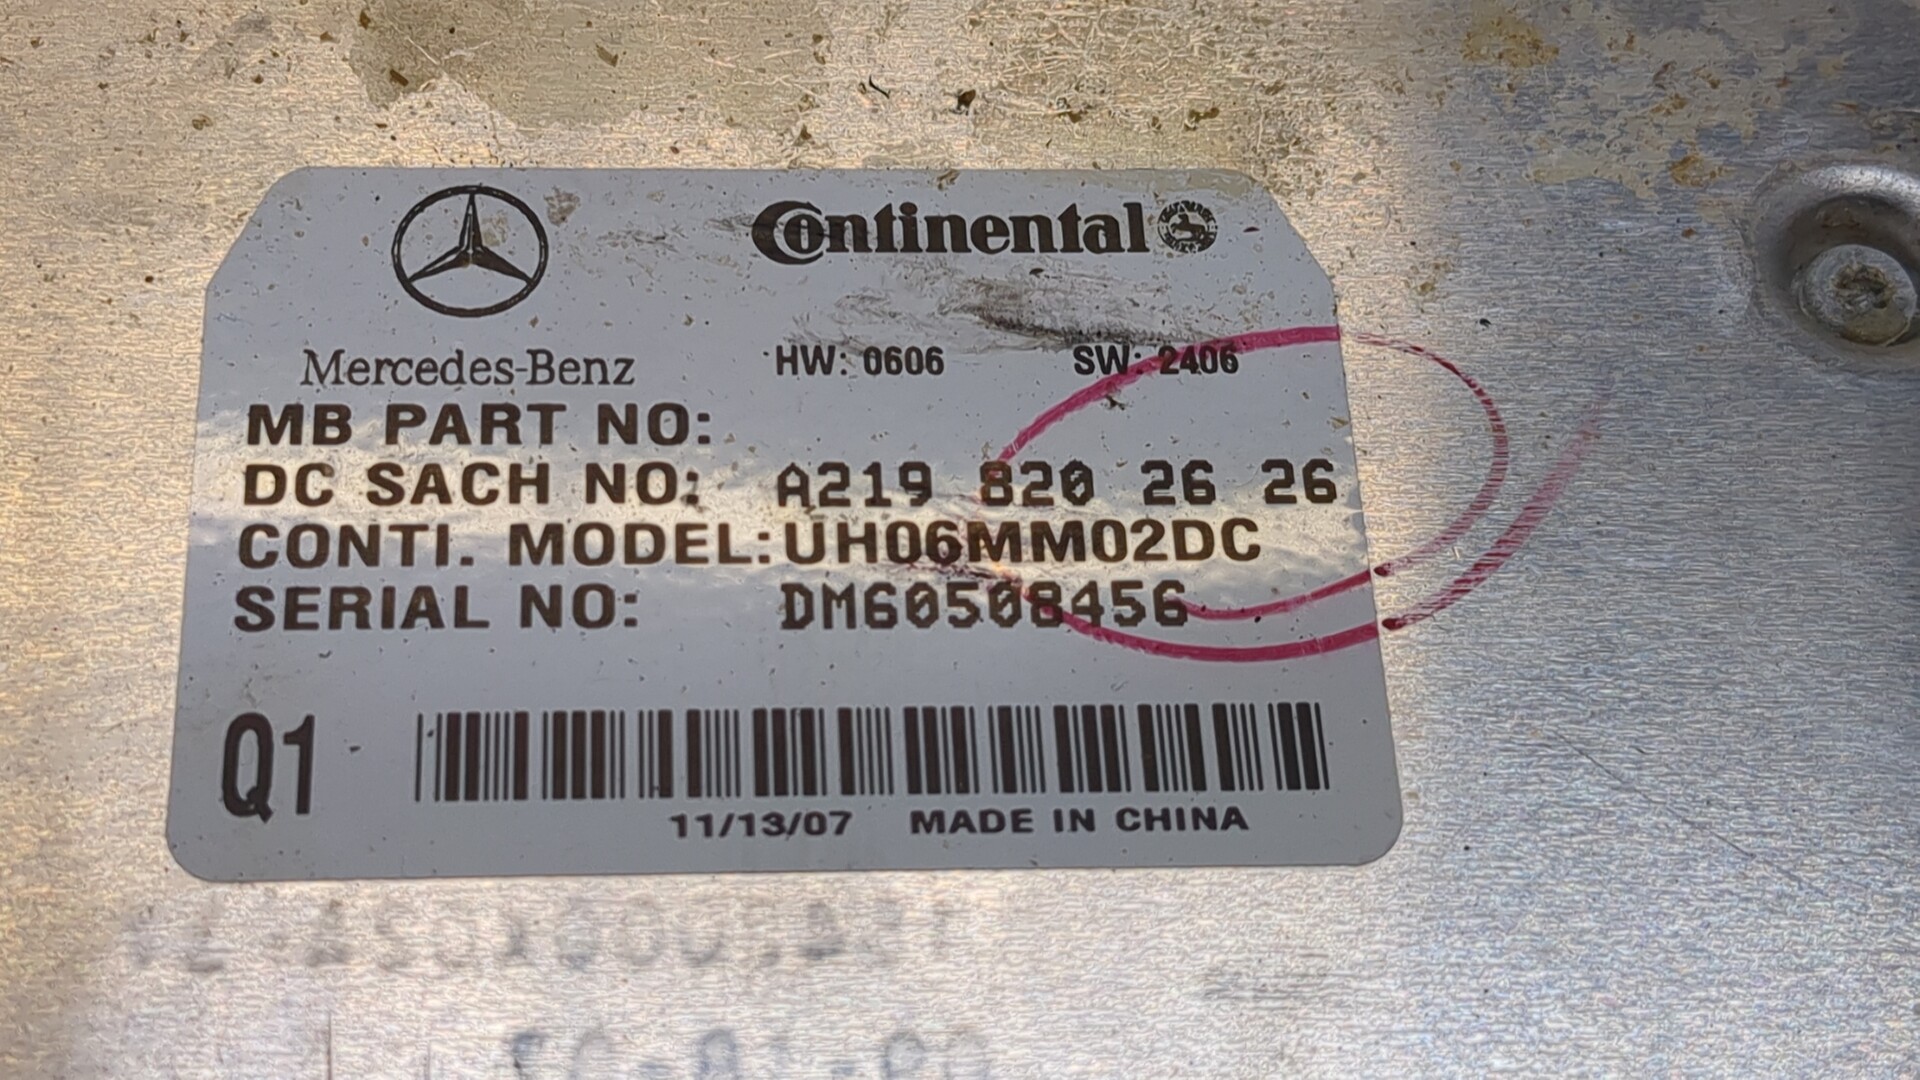 Continental
Mercedes-Benz
HW: 0606 SW: 2406
MB PART NO:
DC SACH NO: A219 820 26 26
CONTI. MODEL: UH06MM02DC
SERIAL NO: DM60508456
Q1
11/13/07 MADE IN CHINA